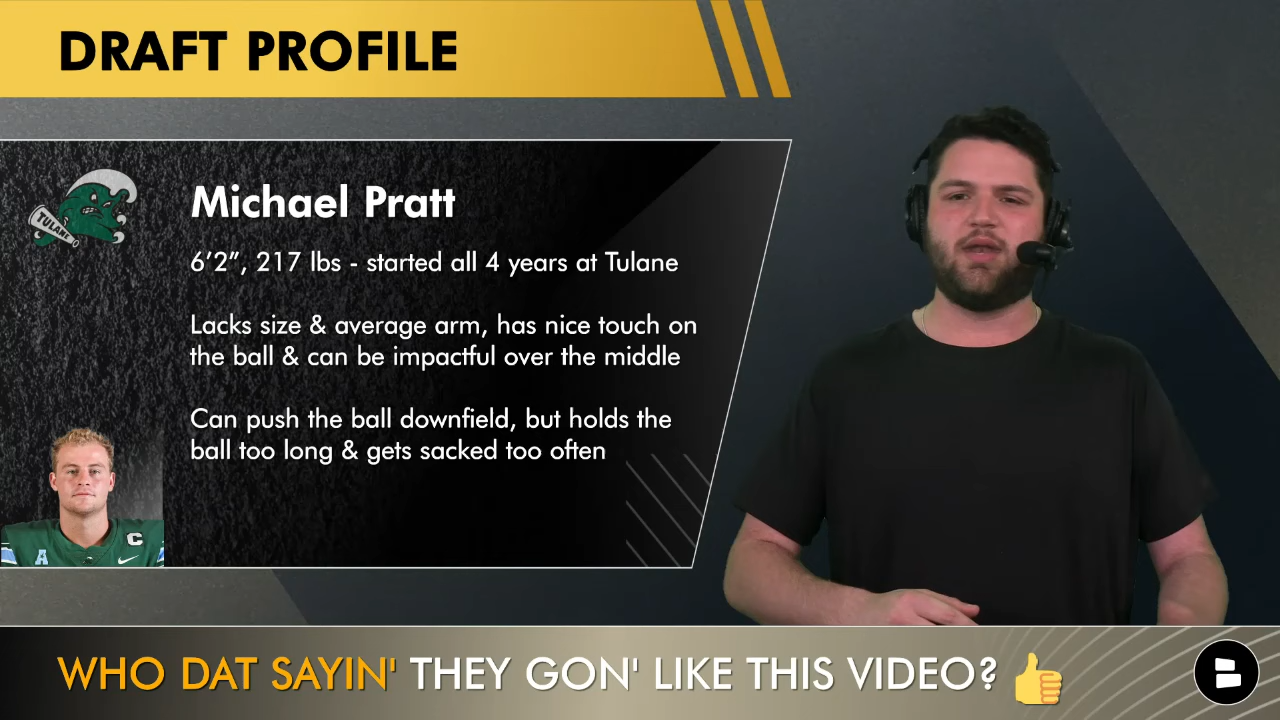 DRAFT PROFILE
TULANE
Michael Pratt
6'2", 217 lbs - started all 4 years at Tulane
Lacks size & average arm, has nice touch on
the ball & can be impactful over the middle
Can push the ball downfield, but holds the
ball too long & gets sacked too often
C
A
WHO DAT SAYIN' THEY GON' LIKE THIS VIDEO?